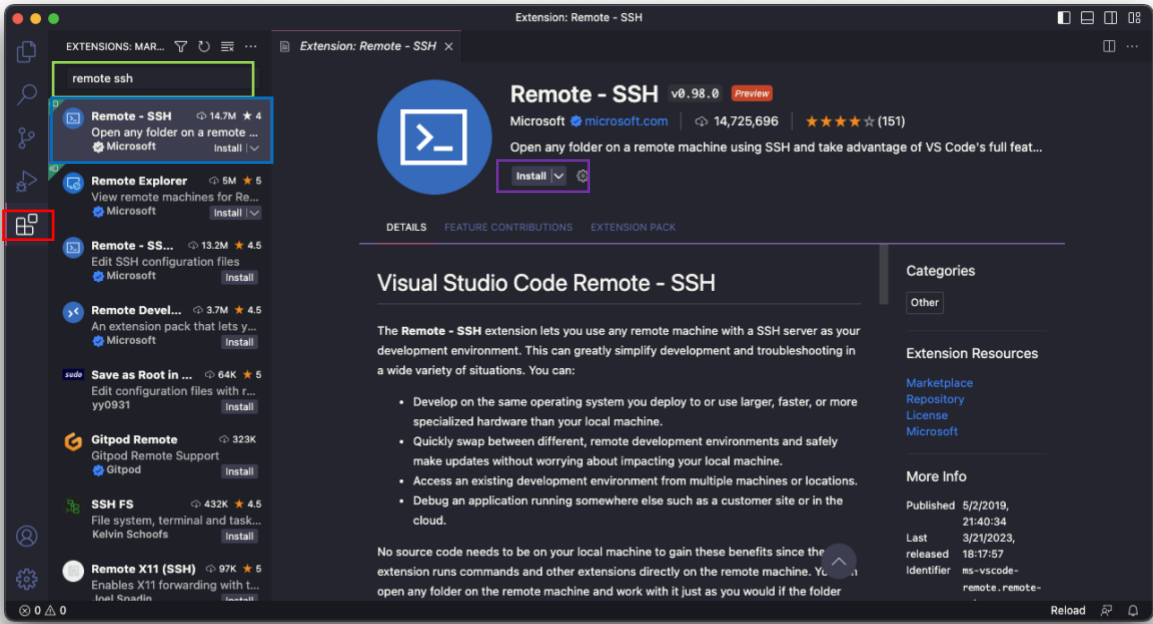 Extension: Remote - SSH
EXTENSIONS: MAR...
remote ssh
Remote - SSH 14.7M ★ 4
Open any folder on a remote ...
Microsoft Install
Remote Explorer 5M ★ 5
View remote machines for Re...
Microsoft Install
Remote - SS... 13.2M ★ 4.5
Edit SSH configuration files
Microsoft Install
Remote Devel... 3.7M ★ 4.5
An extension pack that lets y...
Microsoft Install
sudo Save as Root in ... 64K ★ 5
Edit configuration files with r...
yy0931 Install
Gitpod Remote 323K
Gitpod Remote Support
Gitpod Install
SSH FS 432K ★ 4.5
File system, terminal and task...
Kelvin Schoofs Install
Remote X11 (SSH) 97K ★ 5
Enables X11 forwarding with t...
Joel Spadin Install
Extension: Remote - SSH ×
Remote - SSH v0.98.0 Preview
Microsoft microsoft.com 14,725,696 ★★★★☆(151)
Open any folder on a remote machine using SSH and take advantage of VS Code's full feat...
Install
DETAILS FEATURE CONTRIBUTIONS EXTENSION PACK
Visual Studio Code Remote - SSH
The Remote - SSH extension lets you use any remote machine with a SSH server as your
development environment. This can greatly simplify development and troubleshooting in
a wide variety of situations. You can:
• Develop on the same operating system you deploy to or use larger, faster, or more
specialized hardware than your local machine.
• Quickly swap between different, remote development environments and safely
make updates without worrying about impacting your local machine.
• Access an existing development environment from multiple machines or locations.
• Debug an application running somewhere else such as a customer site or in the
cloud.
No source code needs to be on your local machine to gain these benefits since the
extension runs commands and other extensions directly on the remote machine.
open any folder on the remote machine and work with it just as you would if the folder
Categories
Other
Extension Resources
Marketplace
Repository
License
Microsoft
More Info
Published 5/2/2019,
21:40:34
Last 3/21/2023,
released 18:17:57
Identifier ms-vscode-
remote.remote-
0 0
Reload